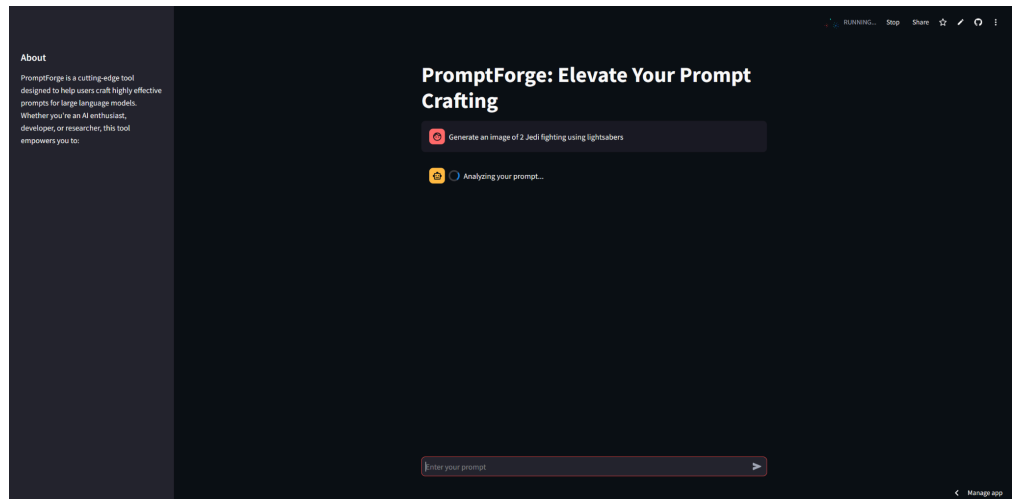 RUNNING... Stop Share
About
PromptForge is a cutting-edge tool
designed to help users craft highly effective
prompts for large language models.
Whether you're an AI enthusiast,
developer, or researcher, this tool
empowers you to:
PromptForge: Elevate Your Prompt
Crafting
Generate an image of 2 Jedi fighting using lightsabers
Analyzing your prompt...
Enter your prompt
Manage app